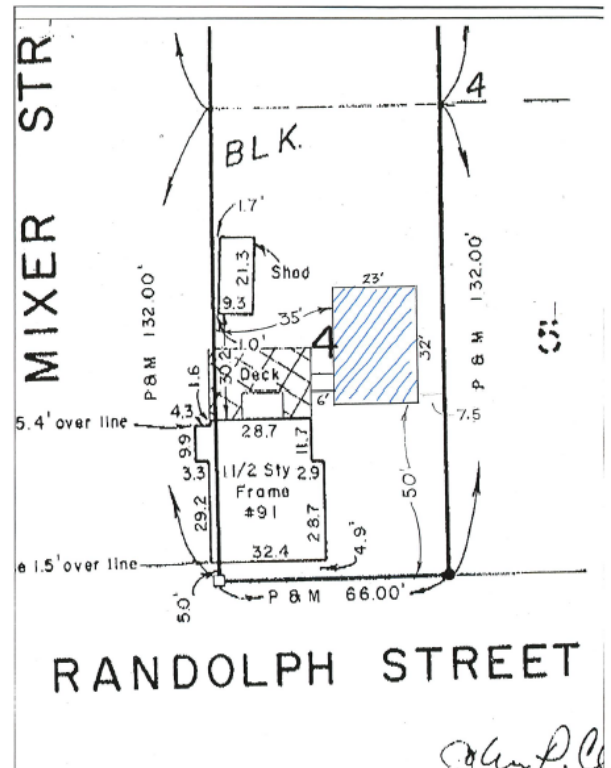 MIXER STR
4
BLK.
1.7'
21.3
Shed
9.3
35'
23'
4
32'
P&M 132.00'
P&M 132.00'
5
1.0'
30.2
Deck
6'
1.6
7.5
4.3
5.4' over line
28.7
9.9
11.7
3.3
11/2 Sty
2.9
Frame
#91
29.2
28.7
50'
32.4
4.9'
e 1.5' over line
5.0'
P & M 66.00'
RANDOLPH STREET